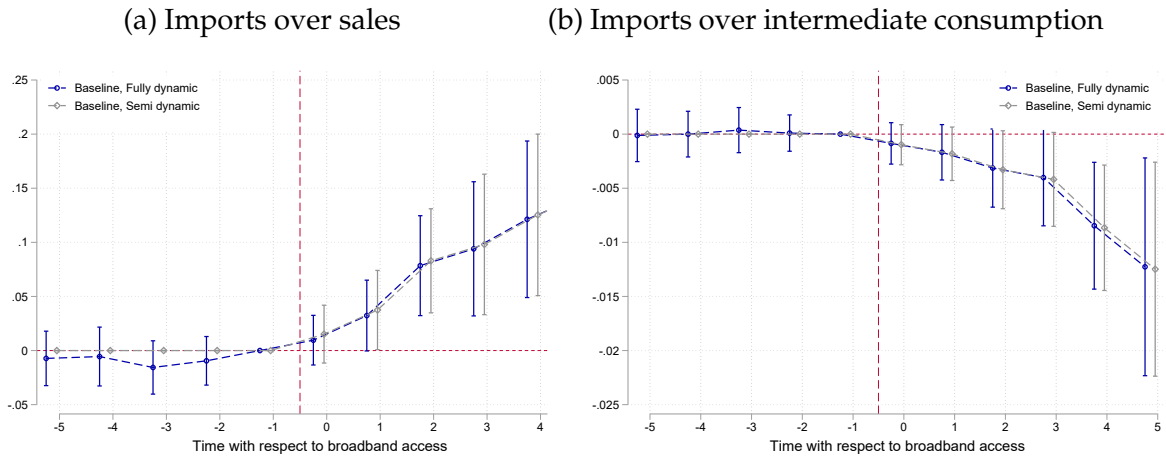 (a) Imports over sales
Baseline, Fully dynamic
Baseline, Semi dynamic
.25
.2
.15
.1
.05
0
-.05
-5 -4 -3 -2 -1 0 1 2 3 4
Time with respect to broadband access
(b) Imports over intermediate consumption
Baseline, Fully dynamic
Baseline, Semi dynamic
.005
0
-.005
-.01
-.015
-.02
-.025
-5 -4 -3 -2 -1 0 1 2 3 4 5
Time with respect to broadband access